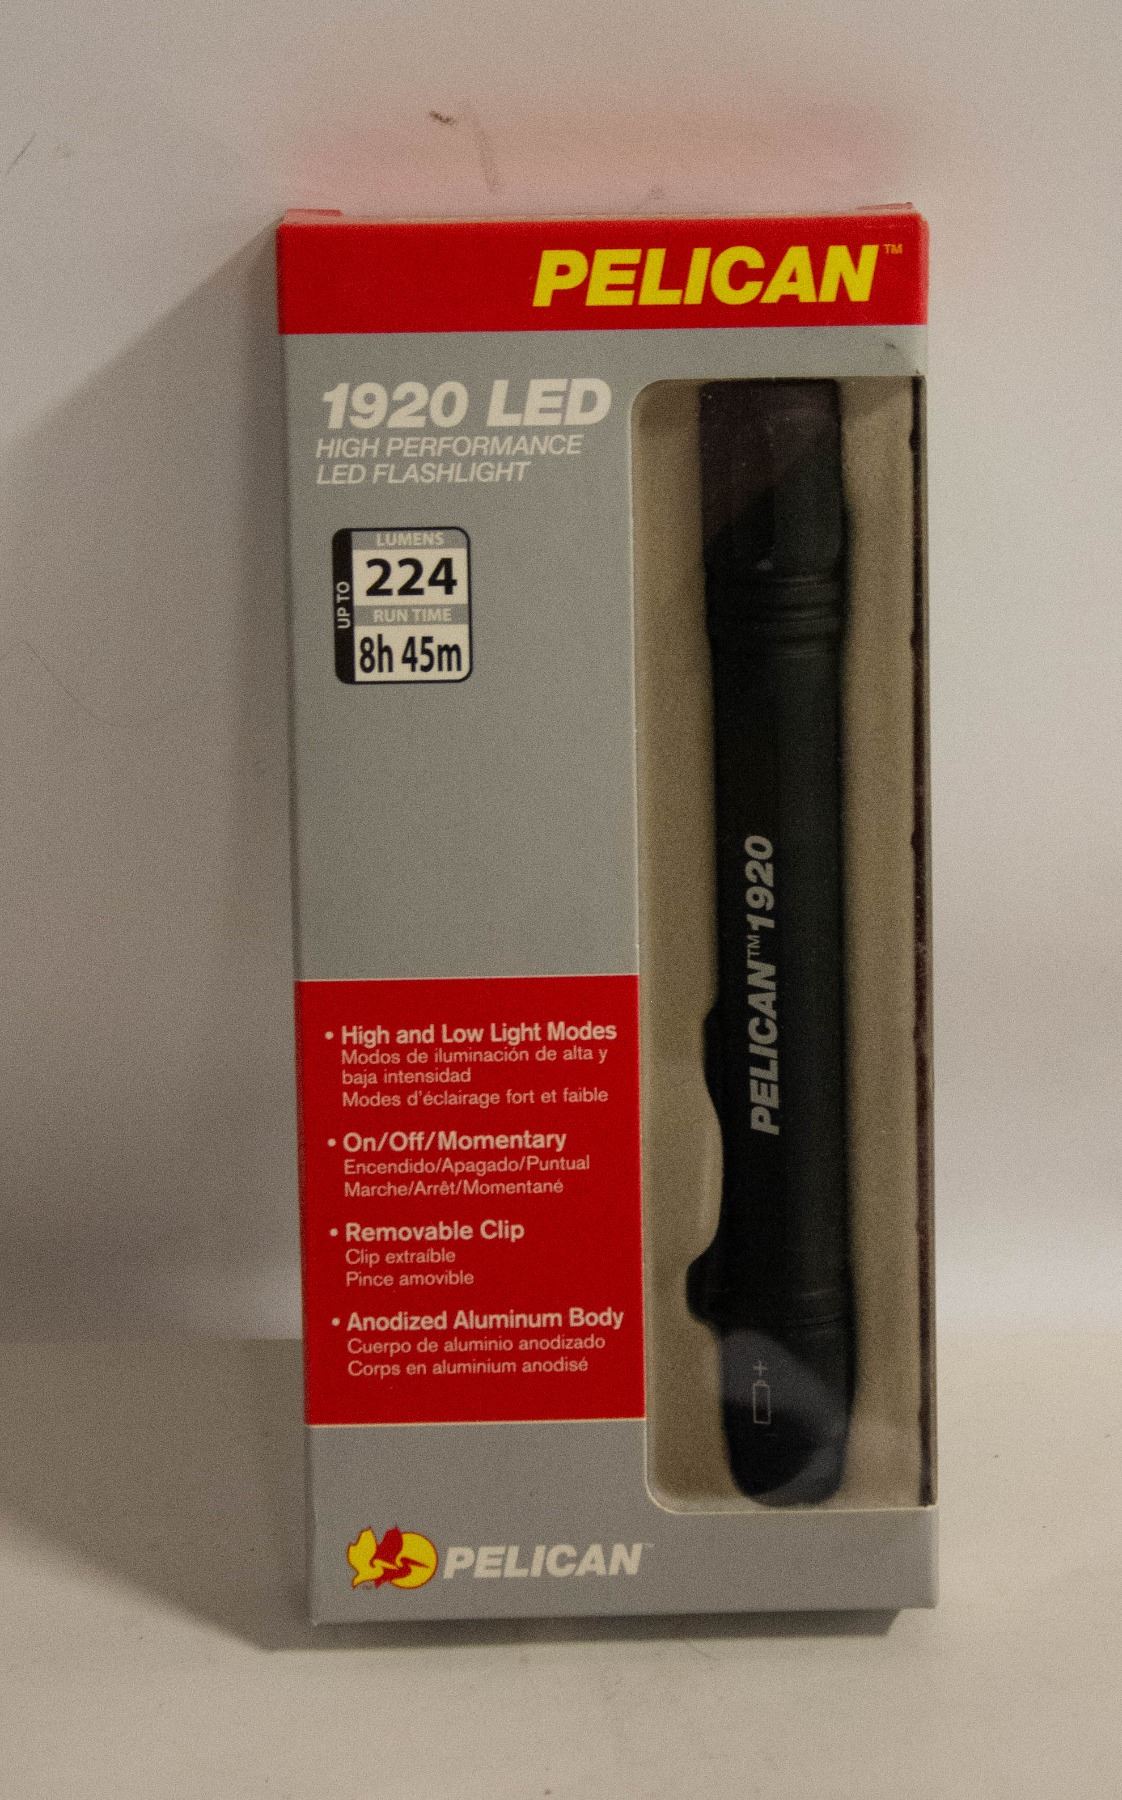 PELICAN™
1920 LED
HIGH PERFORMANCE
LED FLASHLIGHT
UP TO
LUMENS
224
RUN TIME
8h 45m
PELICAN™1920
• High and Low Light Modes
Modos de iluminación de alta y
baja intensidad
Modes d'éclairage fort et faible
• On/Off/Momentary
Encendido/Apagado/Puntual
Marche/Arrêt/Momentané
• Removable Clip
Clip extraíble
Pince amovible
• Anodized Aluminum Body
Cuerpo de aluminio anodizado
Corps en aluminium anodisé
+
PELICAN™